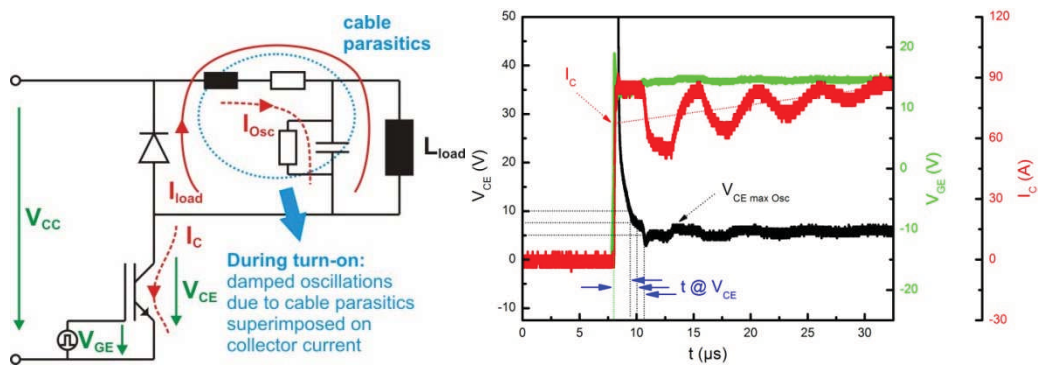 cable
parasitics
I_Osc
L_load
I_load
V_CC
I_C
V_CE
V_GE
During turn-on:
damped oscillations
due to cable parasitics
superimposed on
collector current
50
40
30
20
10
0
-10
V_CE (V)
0 5 10 15 20 25 30
t (µs)
I_C
V_CE max Osc
t @ V_CE
20
10
0
-10
-20
V_GE (V)
120
90
60
30
0
-30
I_C (A)